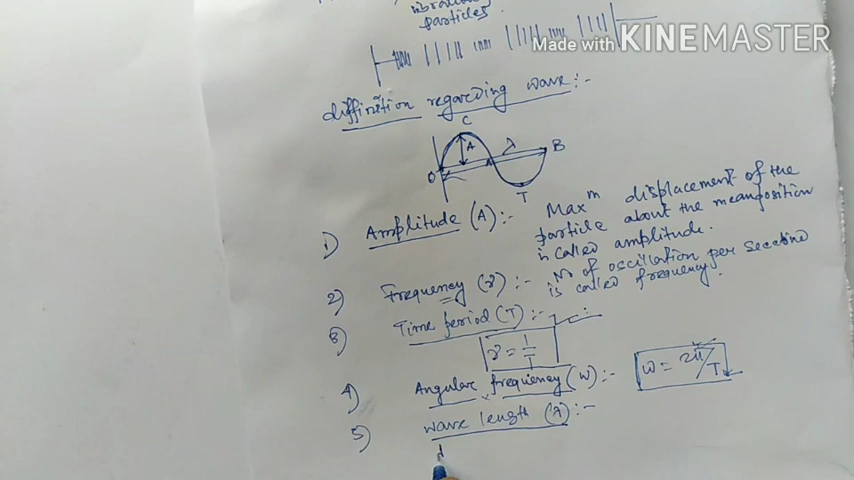 particles.
Made with KINEMASTER
diffinition regarding wave:-
C
A
λ
B
O
A
T
1) Amplitude (A):- Max^m displacement of the
particle about the meanposition
is called amplitude.
2) Frequency (ν):- No of oscillation per second
is called frequency.
3) Time period (T):-
ν = 1/T
4) Angular frequency (W):- W = 2π/T
5) Wave length (λ):-